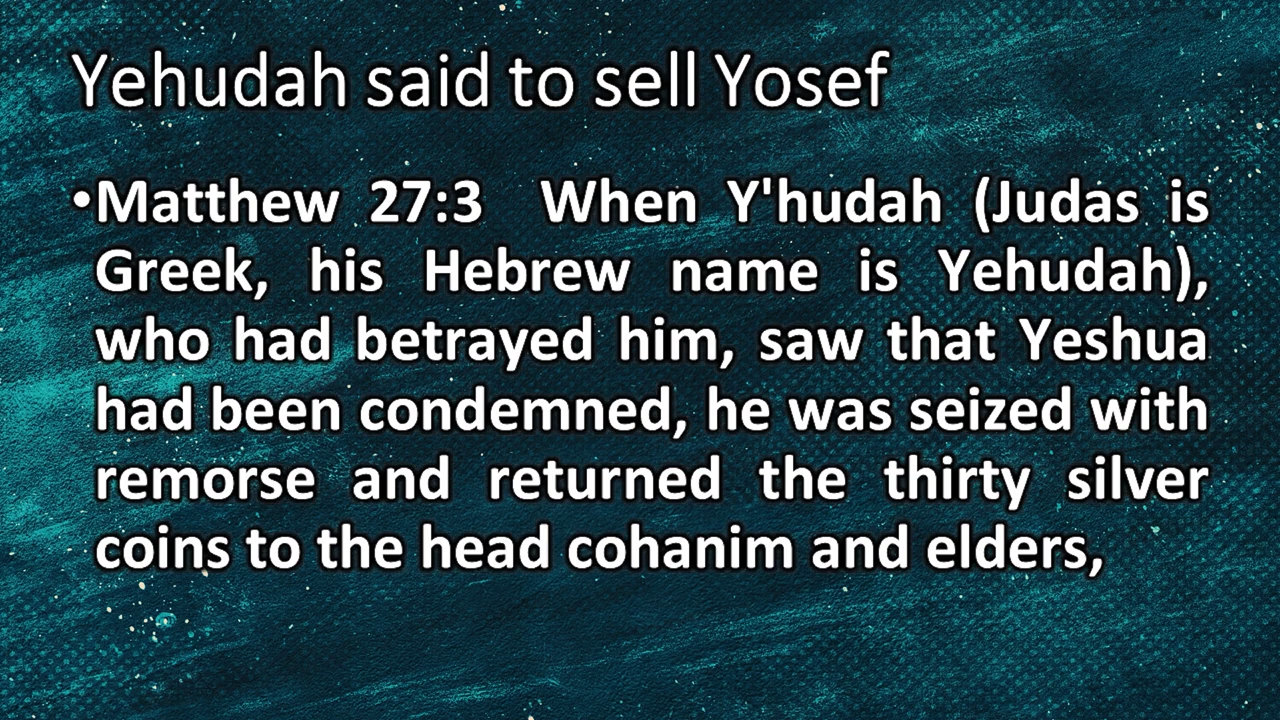 Yehudah said to sell Yosef
•Matthew 27:3 When Y'hudah (Judas is
Greek, his Hebrew name is Yehudah),
who had betrayed him, saw that Yeshua
had been condemned, he was seized with
remorse and returned the thirty silver
coins to the head cohanim and elders,